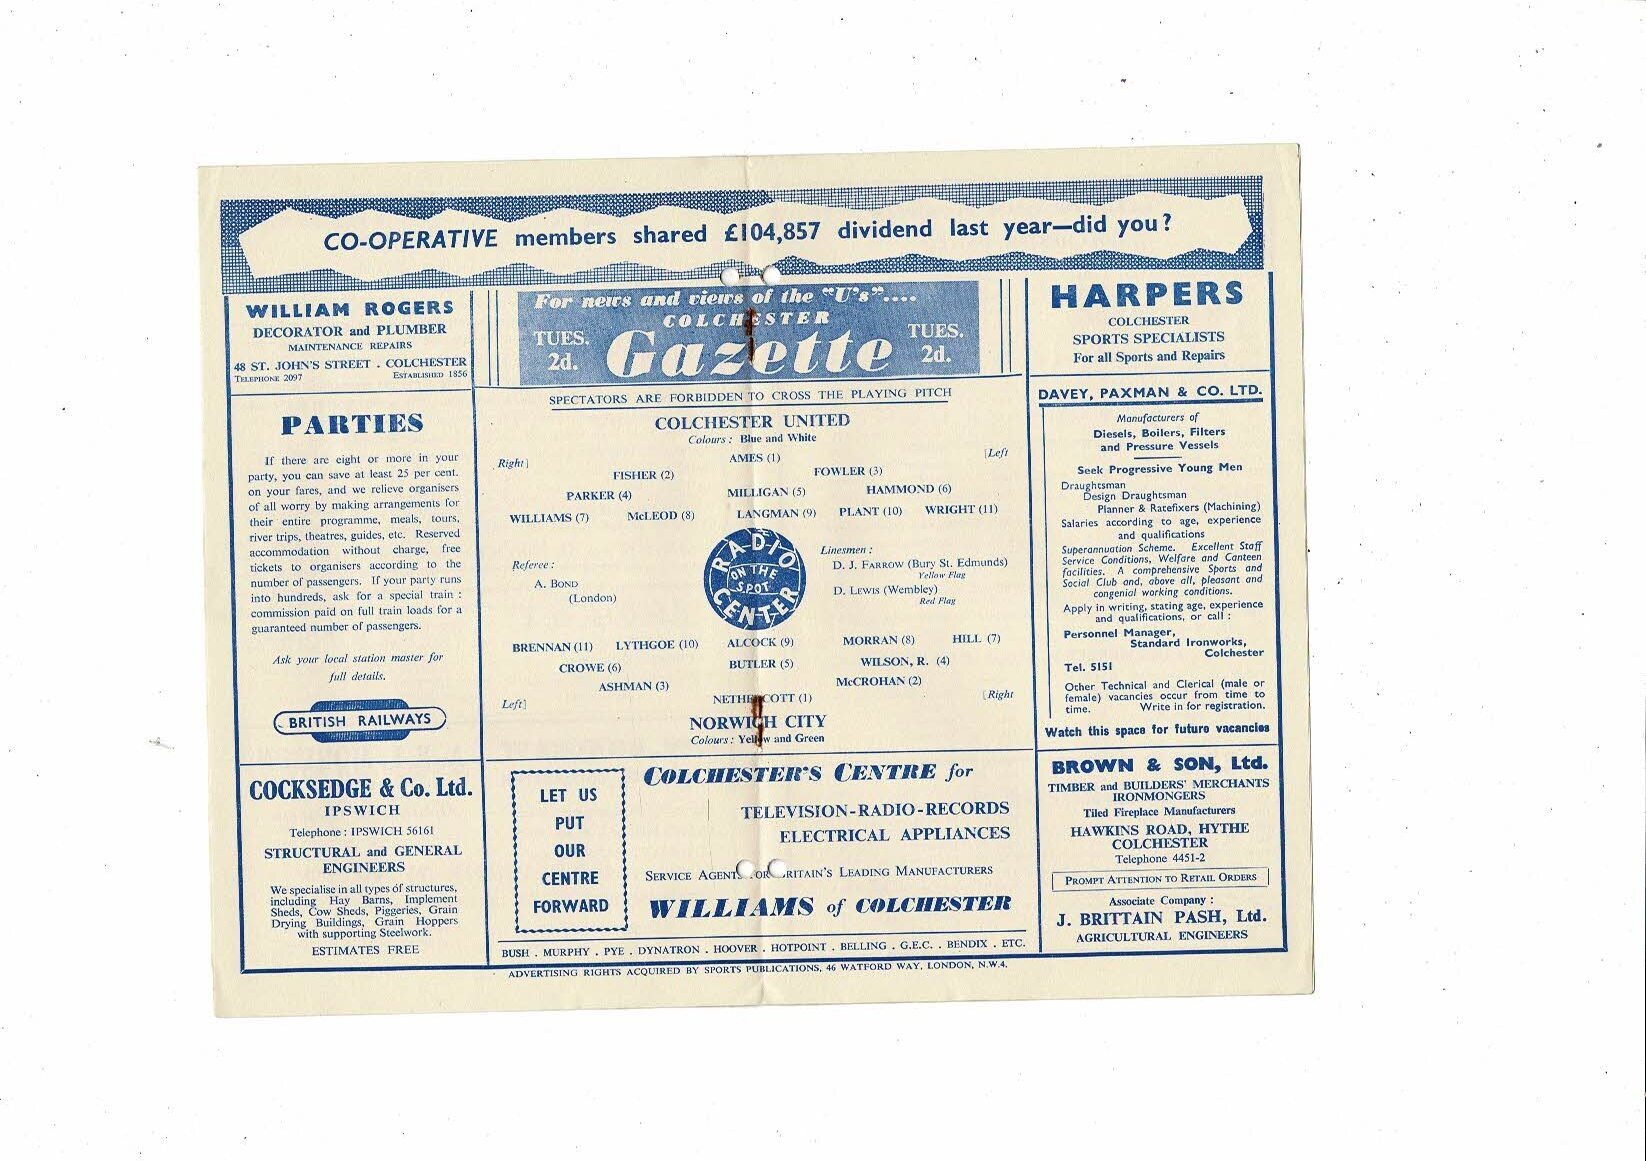 CO-OPERATIVE members shared £104,857 dividend last year—did you?
WILLIAM ROGERS
DECORATOR and PLUMBER
MAINTENANCE REPAIRS
48 ST. JOHN'S STREET . COLCHESTER
TELEPHONE 2097 ESTABLISHED 1856
PARTIES
If there are eight or more in your
party, you can save at least 25 per cent.
on your fares, and we relieve organisers
of all worry by making arrangements for
their entire programme, meals, tours,
river trips, theatres, guides, etc. Reserved
accommodation without charge, free
tickets to organisers according to the
number of passengers. If your party runs
into hundreds, ask for a special train :
commission paid on full train loads for a
guaranteed number of passengers.
Ask your local station master for
full details.
BRITISH RAILWAYS
COCKSEDGE & Co. Ltd.
IPSWICH
Telephone : IPSWICH 56161
STRUCTURAL and GENERAL
ENGINEERS
We specialise in all types of structures,
including Hay Barns, Implement
Sheds, Cow Sheds, Piggeries, Grain
Drying Buildings, Grain Hoppers
with supporting Steelwork.
ESTIMATES FREE
For news and views of the "U's"....
COLCHESTER
TUES. Gazette TUES.
2d. 2d.
SPECTATORS ARE FORBIDDEN TO CROSS THE PLAYING PITCH
COLCHESTER UNITED
Colours : Blue and White
Right] AMES (1) [Left
FISHER (2) FOWLER (3)
PARKER (4) MILLIGAN (5) HAMMOND (6)
WILLIAMS (7) McLEOD (8) LANGMAN (9) PLANT (10) WRIGHT (11)
RADIO
ON THE
SPOT
CENTER
Referee :
A. BOND
(London)
Linesmen :
D. J. FARROW (Bury St. Edmunds)
Yellow Flag
D. LEWIS (Wembley)
Red Flag
BRENNAN (11) LYTHGOE (10) ALCOCK (9) MORRAN (8) HILL (7)
CROWE (6) BUTLER (5) WILSON, R. (4)
ASHMAN (3) McCROHAN (2)
Left] NETHERCOTT (1) [Right
NORWICH CITY
Colours : Yellow and Green
LET US
PUT
OUR
CENTRE
FORWARD
COLCHESTER'S CENTRE for
TELEVISION-RADIO-RECORDS
ELECTRICAL APPLIANCES
SERVICE AGENTS FOR BRITAIN'S LEADING MANUFACTURERS
WILLIAMS of COLCHESTER
BUSH . MURPHY . PYE . DYNATRON . HOOVER . HOTPOINT . BELLING . G.E.C. . BENDIX . ETC.
ADVERTISING RIGHTS ACQUIRED BY SPORTS PUBLICATIONS, 46 WATFORD WAY, LONDON, N.W.4.
HARPERS
COLCHESTER
SPORTS SPECIALISTS
For all Sports and Repairs
DAVEY, PAXMAN & CO. LTD.
Manufacturers of
Diesels, Boilers, Filters
and Pressure Vessels
Seek Progressive Young Men
Draughtsman
Design Draughtsman
Planner & Ratefixers (Machining)
Salaries according to age, experience
and qualifications
Superannuation Scheme. Excellent Staff
Service Conditions, Welfare and Canteen
facilities. A comprehensive Sports and
Social Club and, above all, pleasant and
congenial working conditions.
Apply in writing, stating age, experience
and qualifications, or call :
Personnel Manager,
Standard Ironworks,
Colchester
Tel. 5151
Other Technical and Clerical (male or
female) vacancies occur from time to
time. Write in for registration.
Watch this space for future vacancies
BROWN & SON, Ltd.
TIMBER and BUILDERS' MERCHANTS
IRONMONGERS
Tiled Fireplace Manufacturers
HAWKINS ROAD, HYTHE
COLCHESTER
Telephone 4451-2
PROMPT ATTENTION TO RETAIL ORDERS
Associate Company :
J. BRITTAIN PASH, Ltd.
AGRICULTURAL ENGINEERS